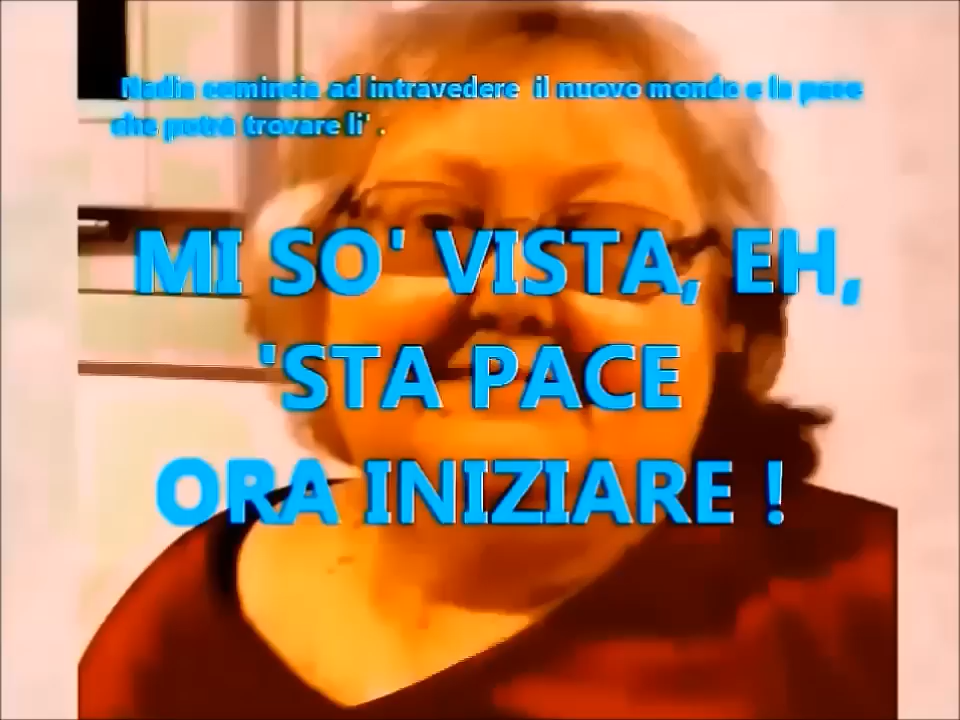 Nadia comincia ad intravedere il nuovo mondo e la pace
che potrà trovare li' .
MI SO' VISTA, EH,
'STA PACE
ORA INIZIARE !